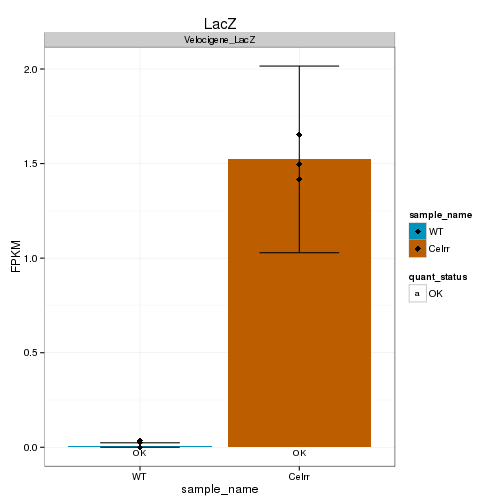 LacZ
Velocigene_LacZ
2.0
1.5
1.0
0.5
0.0
FPKM
OK
OK
WT
Celrr
sample_name
sample_name
WT
Celrr
quant_status
a OK